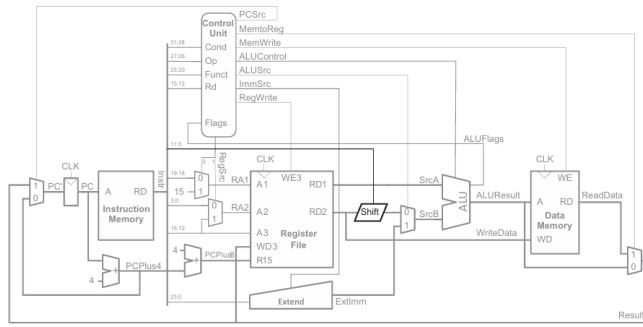 PCSrc
Control
Unit
MemtoReg
MemWrite
31:28
Cond
ALUControl
27:26
Op
ALUSrc
25:20
Funct
ImmSrc
15:12
Rd
RegWrite
Flags
ALUFlags
11:5
RegSrc
0 1
CLK
CLK
CLK
Instr
19:16
0
1
RA1
A1
WE3
RD1
SrcA
WE
1
0
PC'
PC
A
RD
15
ALU
ALUResult
A
RD
ReadData
Instruction
Memory
3:0
0
1
RA2
A2
RD2
Shift
0
1
SrcB
Data
Memory
15:12
A3
Register
File
WriteData
WD
WD3
R15
4
+
PCPlus8
4
+
PCPlus4
1
0
23:0
Extend
ExtImm
Result